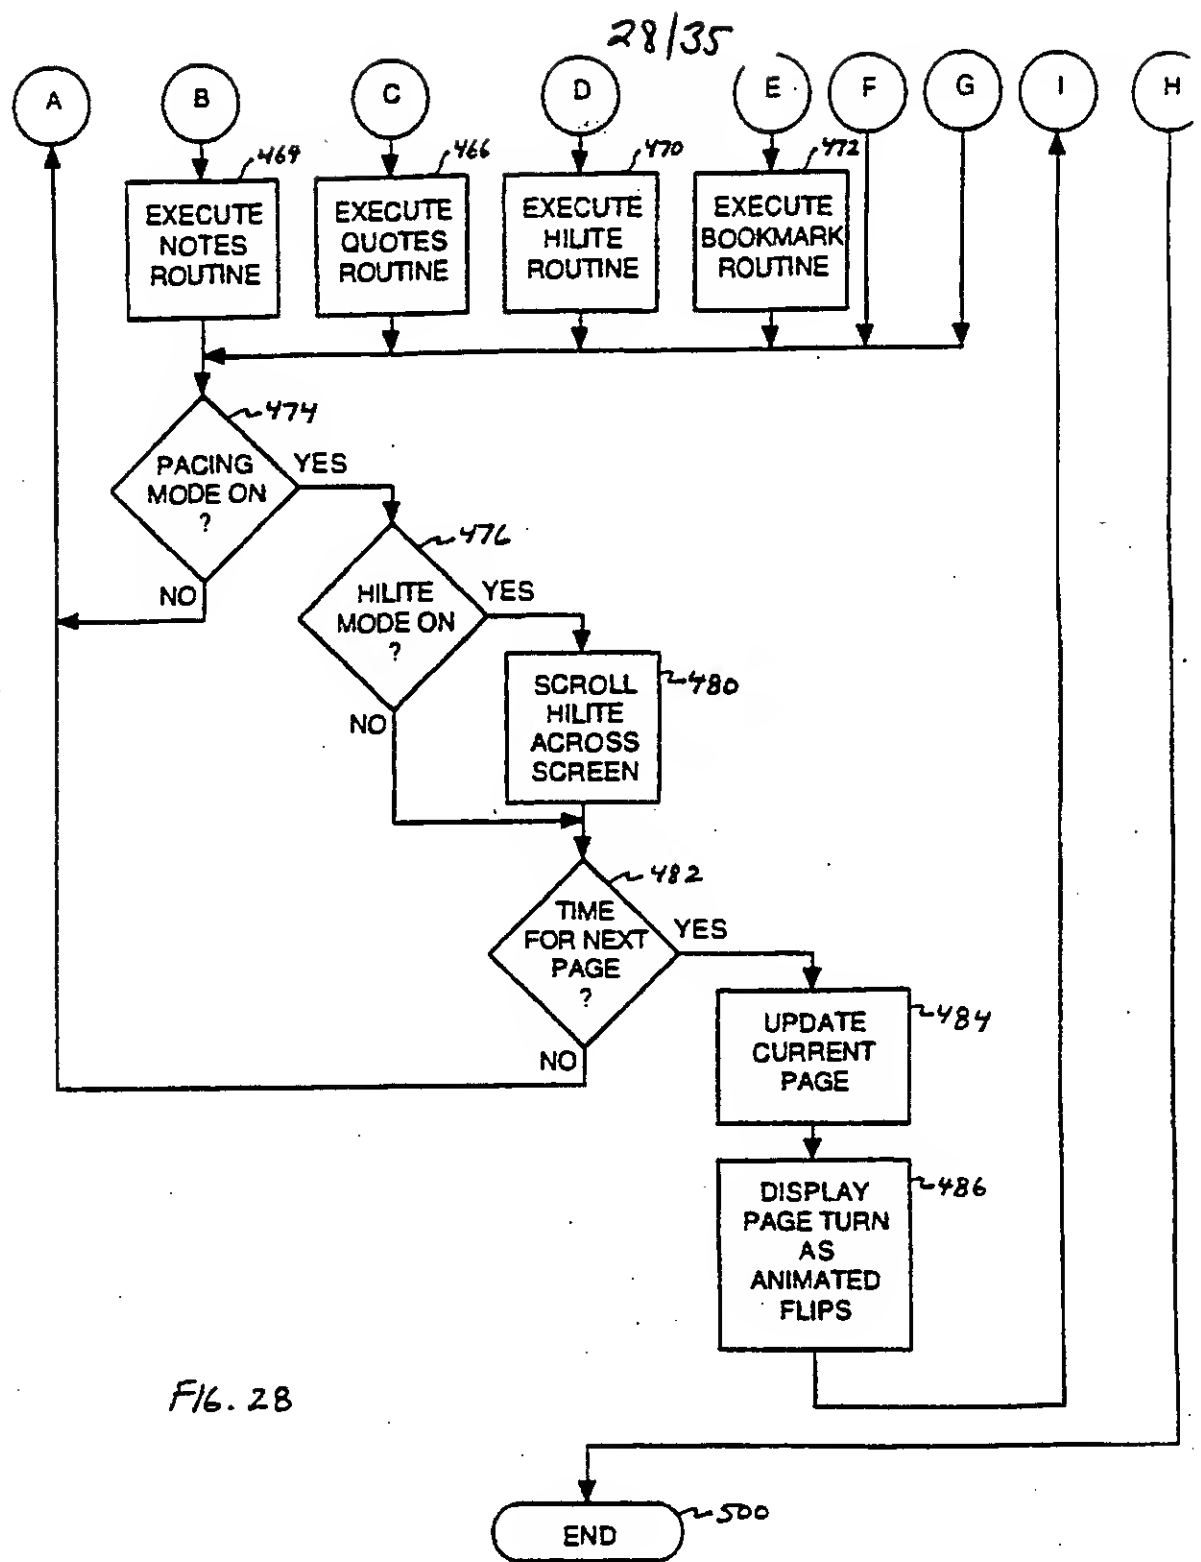 28/35
A
B
C
D
E
F
G
I
H
464
466
470
472
EXECUTE
NOTES
ROUTINE
EXECUTE
QUOTES
ROUTINE
EXECUTE
HILITE
ROUTINE
EXECUTE
BOOKMARK
ROUTINE
474
PACING
MODE ON
?
YES
NO
476
HILITE
MODE ON
?
YES
NO
480
SCROLL
HILITE
ACROSS
SCREEN
482
TIME
FOR NEXT
PAGE
?
YES
NO
484
UPDATE
CURRENT
PAGE
486
DISPLAY
PAGE TURN
AS
ANIMATED
FLIPS
FIG. 28
500
END